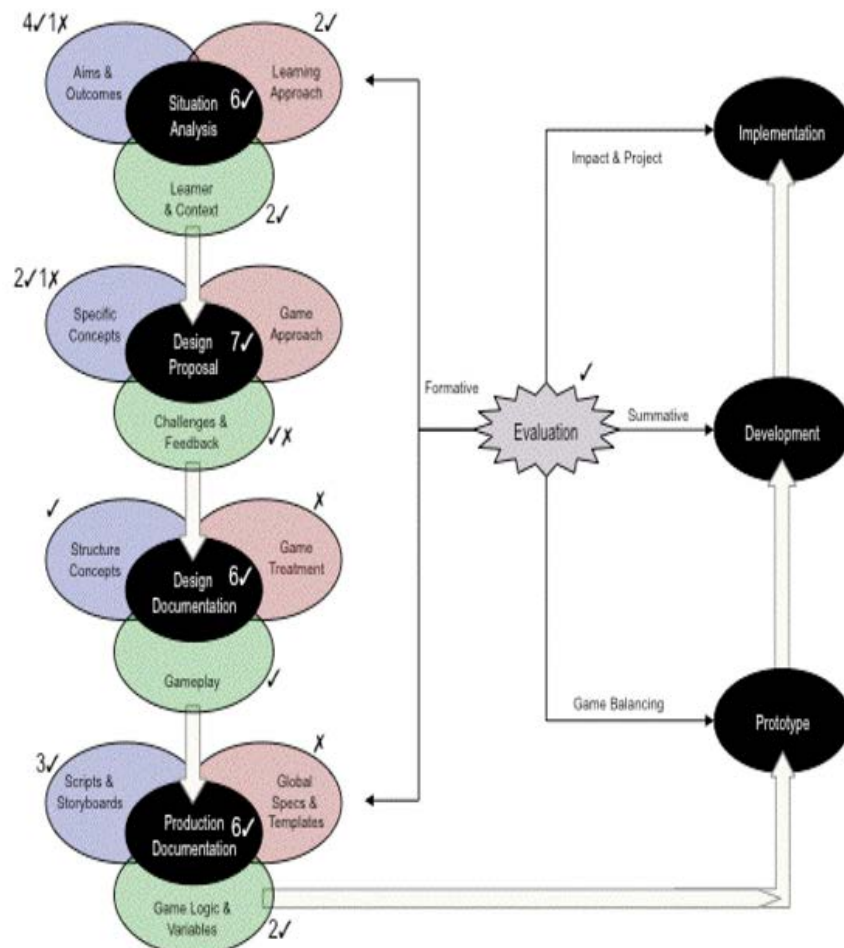 4✓1✗
2✓
Aims &
Outcomes
Learning
Approach
Situation
Analysis
6✓
Learner
& Context
2✓
2✓1✗
Specific
Concepts
Game
Approach
Design
Proposal
7✓
Challenges &
Feedback
✓✗
✓
✗
Structure
Concepts
Game
Treatment
Design
Documentation
6✓
Gameplay
✓
3✓
✗
Scripts &
Storyboards
Global
Specs &
Templates
Production
Documentation
6✓
Game Logic &
Variables
2✓
Formative
Evaluation
✓
Impact & Project
Summative
Game Balancing
Implementation
Development
Prototype